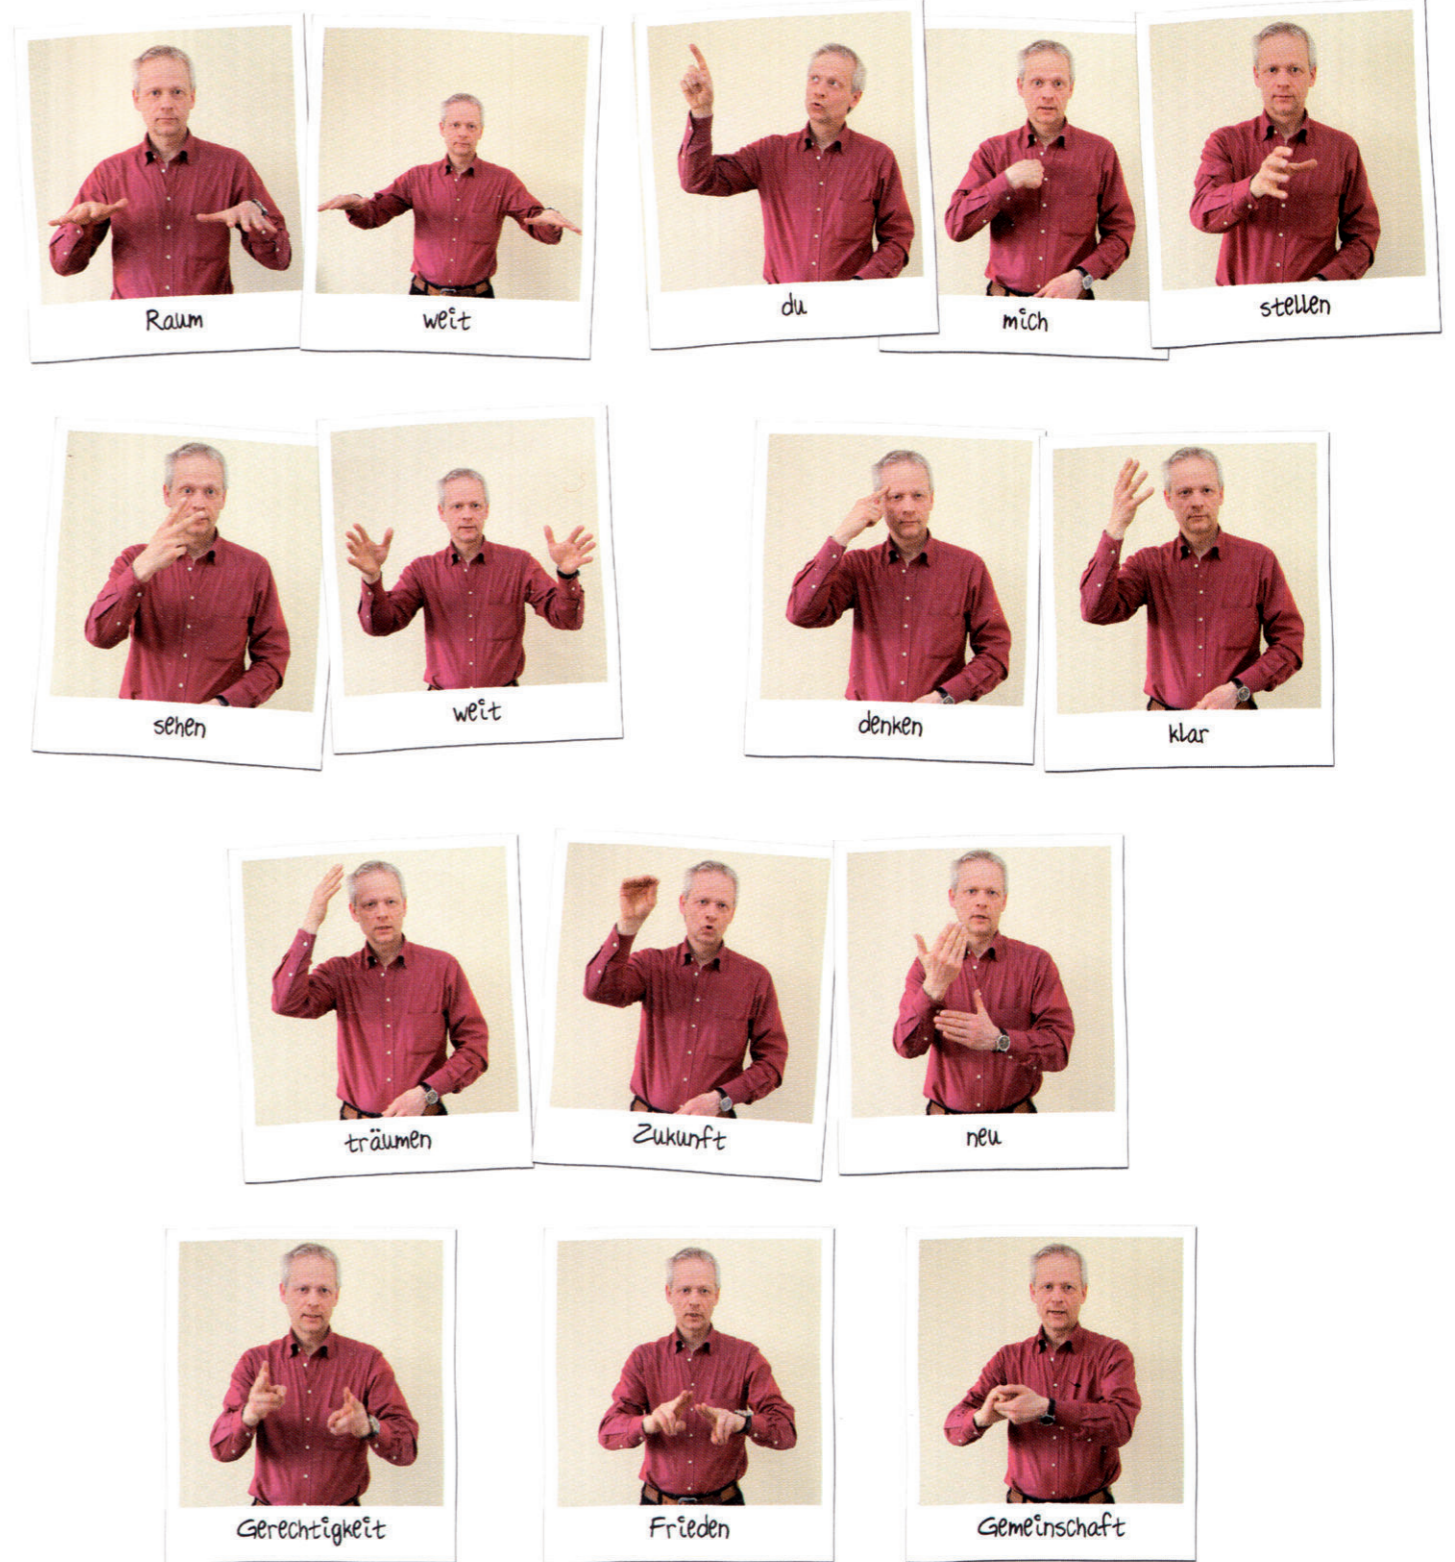 Raum
weit
du
mich
stellen
sehen
weit
denken
klar
träumen
Zukunft
neu
Gerechtigkeit
Frieden
Gemeinschaft